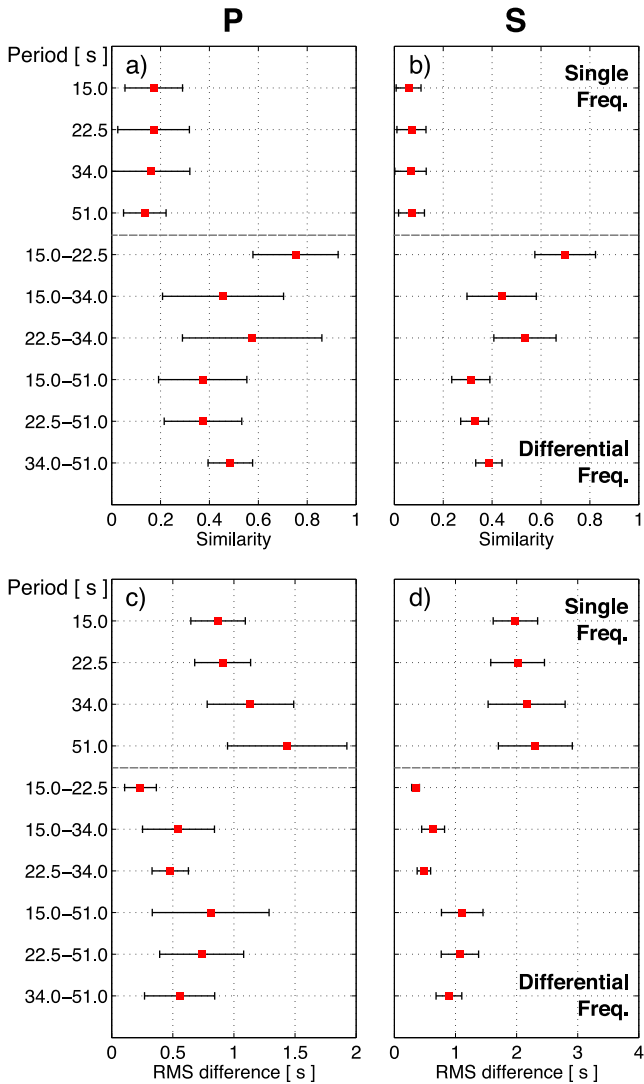 P
S
Period [ s ]
a)
b)
Single
Freq.
15.0
22.5
34.0
51.0
15.0–22.5
15.0–34.0
22.5–34.0
15.0–51.0
22.5–51.0
34.0–51.0
Differential
Freq.
0 0.2 0.4 0.6 0.8 1
0 0.2 0.4 0.6 0.8 1
Similarity
Similarity
Period [ s ]
c)
d)
Single
Freq.
15.0
22.5
34.0
51.0
15.0–22.5
15.0–34.0
22.5–34.0
15.0–51.0
22.5–51.0
34.0–51.0
Differential
Freq.
0 0.5 1 1.5 2
0 1 2 3 4
RMS difference [ s ]
RMS difference [ s ]